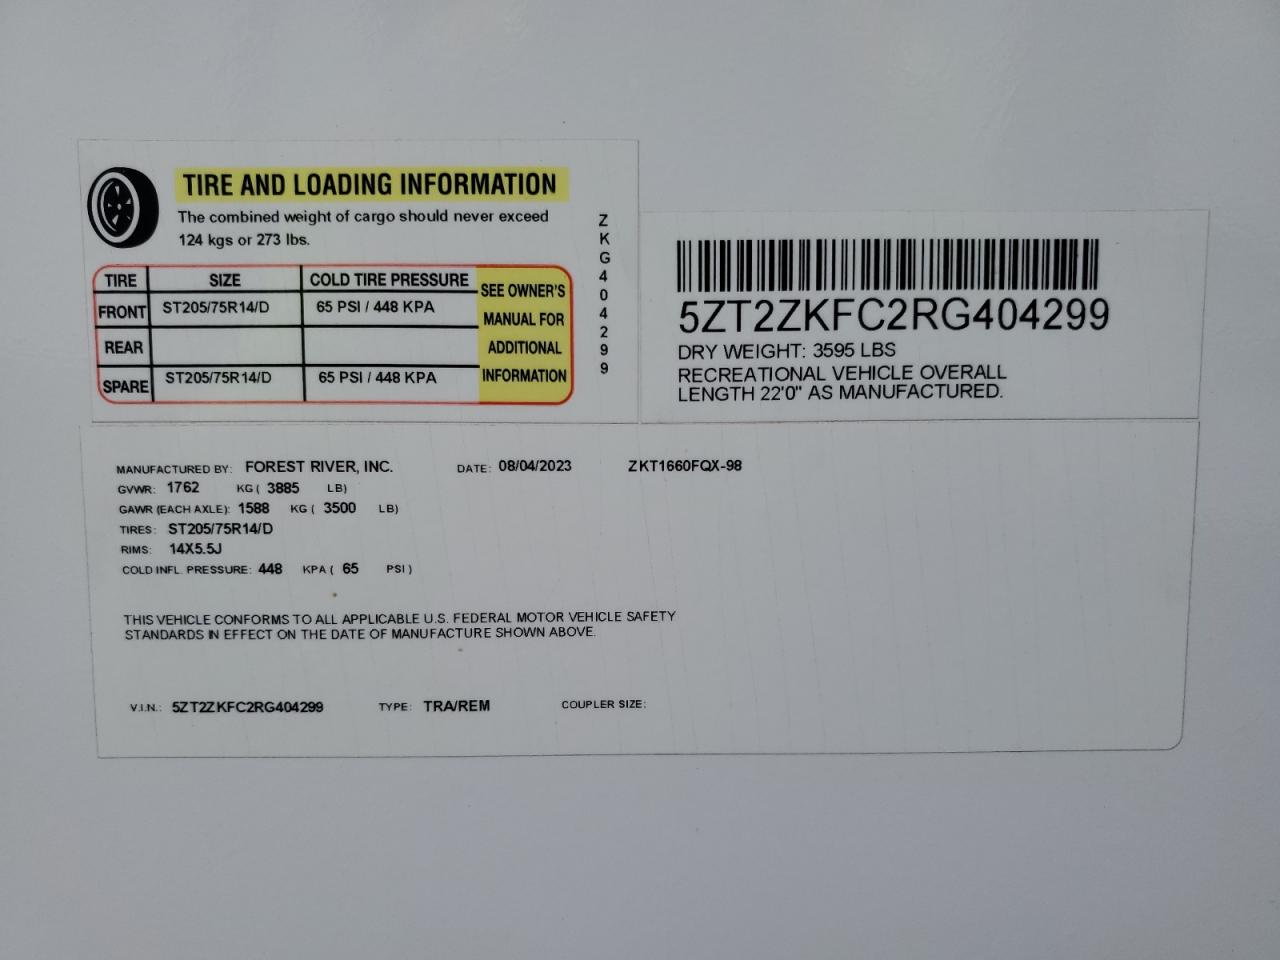 TIRE AND LOADING INFORMATION
The combined weight of cargo should never exceed
124 kgs or 273 lbs.
TIRE SIZE COLD TIRE PRESSURE
FRONT ST205/75R14/D 65 PSI / 448 KPA
REAR
SPARE ST205/75R14/D 65 PSI / 448 KPA
SEE OWNER'S
MANUAL FOR
ADDITIONAL
INFORMATION
ZKG404299
5ZT2ZKFC2RG404299
DRY WEIGHT: 3595 LBS
RECREATIONAL VEHICLE OVERALL
LENGTH 22'0" AS MANUFACTURED.
MANUFACTURED BY: FOREST RIVER, INC. DATE: 08/04/2023 ZKT1660FQX-98
GVWR: 1762 KG ( 3885 LB)
GAWR (EACH AXLE): 1588 KG ( 3500 LB)
TIRES: ST205/75R14/D
RIMS: 14X5.5J
COLD INFL. PRESSURE: 448 KPA ( 65 PSI )
THIS VEHICLE CONFORMS TO ALL APPLICABLE U.S. FEDERAL MOTOR VEHICLE SAFETY
STANDARDS IN EFFECT ON THE DATE OF MANUFACTURE SHOWN ABOVE.
V.I.N.: 5ZT2ZKFC2RG404299 TYPE: TRA/REM COUPLER SIZE: